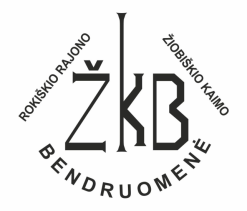 ROKIŠKIO RAJONO
ŽIOBIŠKIO KAIMO
ŽKB
BENDRUOMENĖ